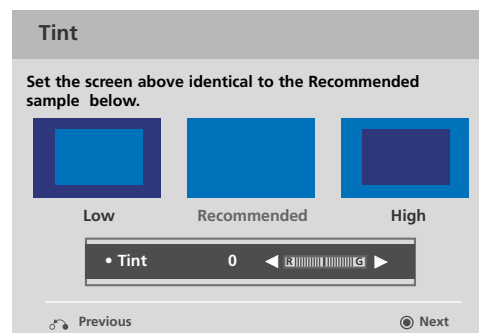 Tint
Set the screen above identical to the Recommended
sample below.
Low Recommended High
• Tint 0 ◀ R G ▶
Previous ◉ Next